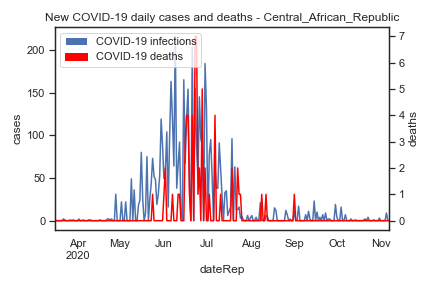 New COVID-19 daily cases and deaths - Central_African_Republic
COVID-19 infections
COVID-19 deaths
200
150
100
50
0
cases
7
6
5
4
3
2
1
0
deaths
Apr May Jun Jul Aug Sep Oct Nov
2020
dateRep